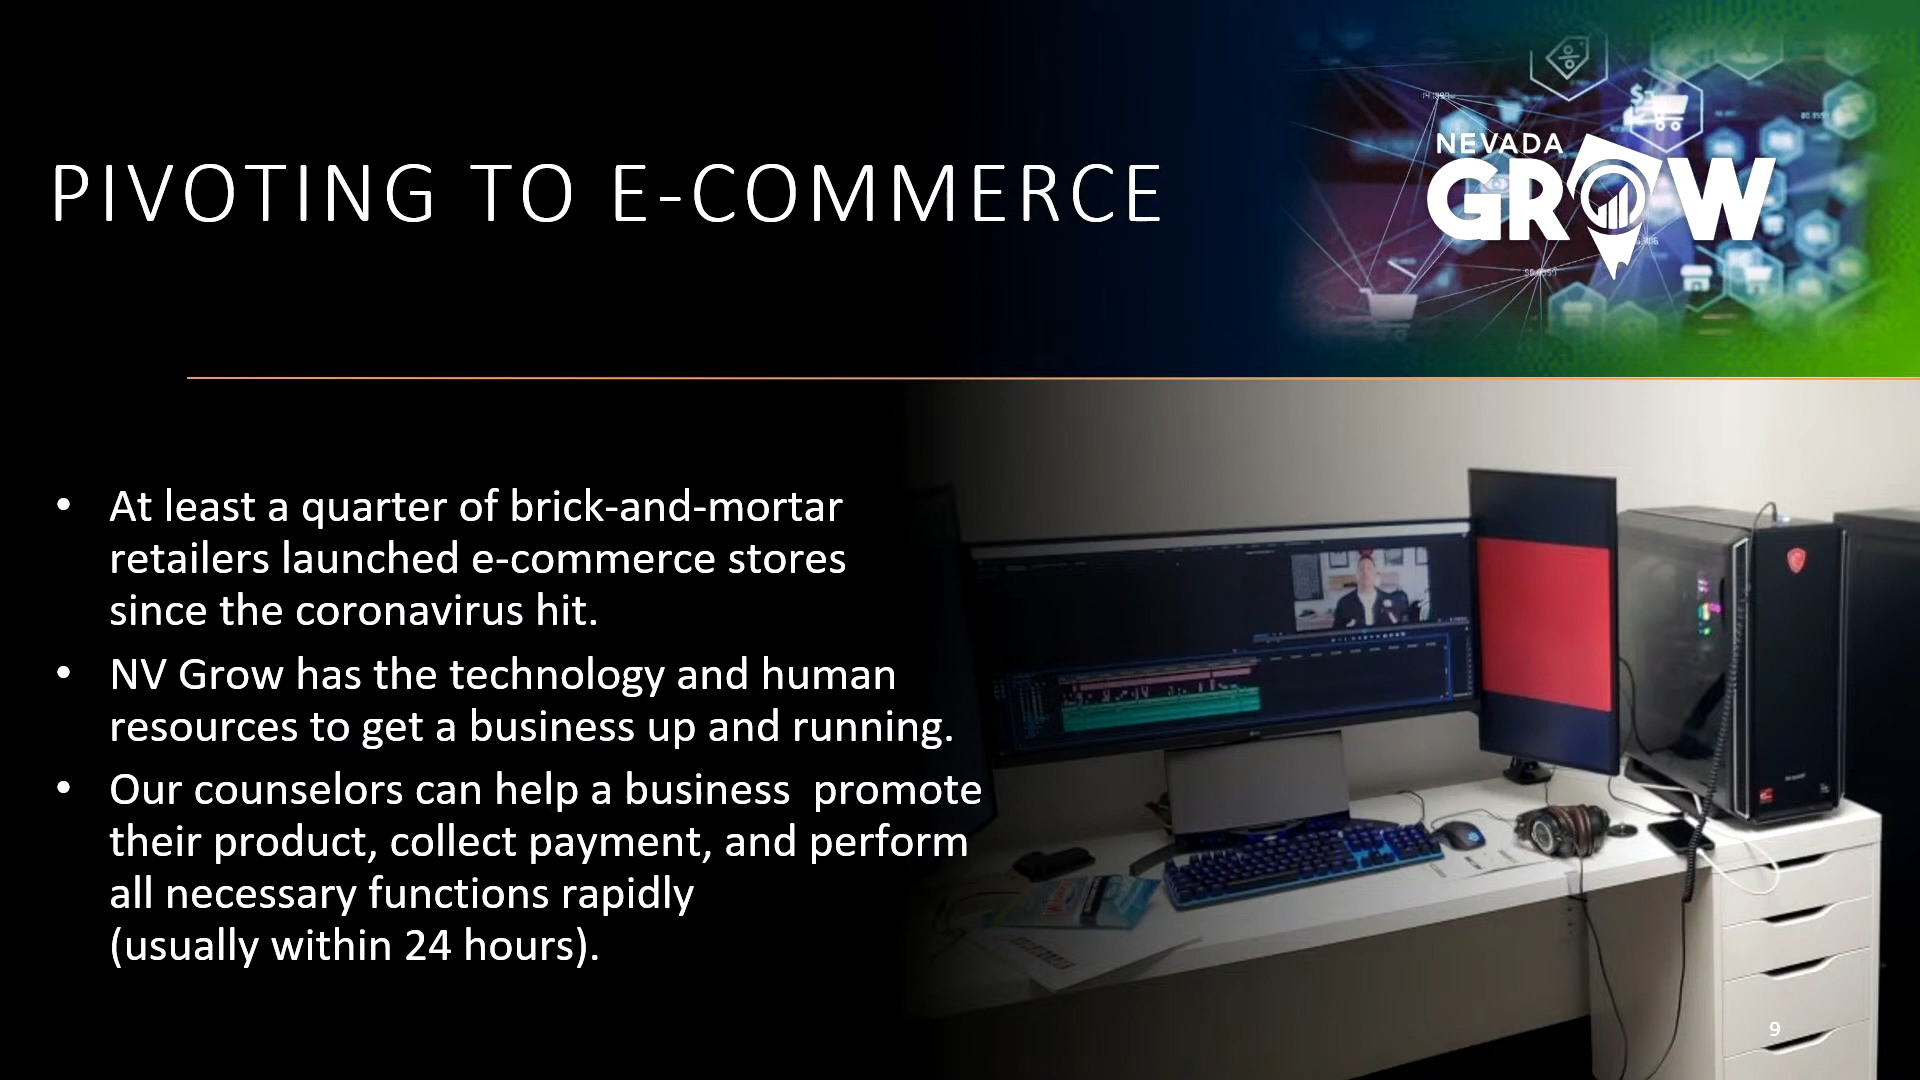 PIVOTING TO E-COMMERCE
NEVADA
GROW
• At least a quarter of brick-and-mortar
retailers launched e-commerce stores
since the coronavirus hit.
• NV Grow has the technology and human
resources to get a business up and running.
• Our counselors can help a business  promote
their product, collect payment, and perform
all necessary functions rapidly
(usually within 24 hours).
9